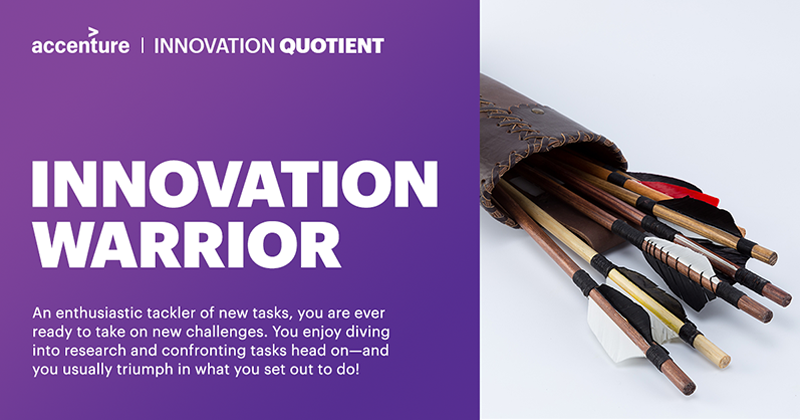 accenture | INNOVATION QUOTIENT
INNOVATION
WARRIOR
An enthusiastic tackler of new tasks, you are ever
ready to take on new challenges. You enjoy diving
into research and confronting tasks head on—and
you usually triumph in what you set out to do!